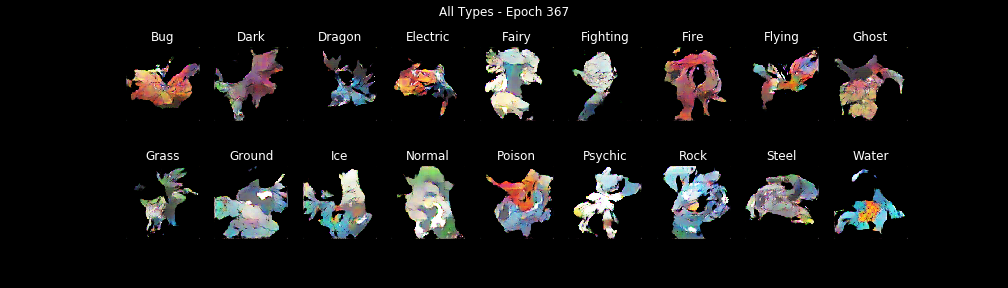 All Types - Epoch 367
Bug Dark Dragon Electric Fairy Fighting Fire Flying Ghost
Grass Ground Ice Normal Poison Psychic Rock Steel Water